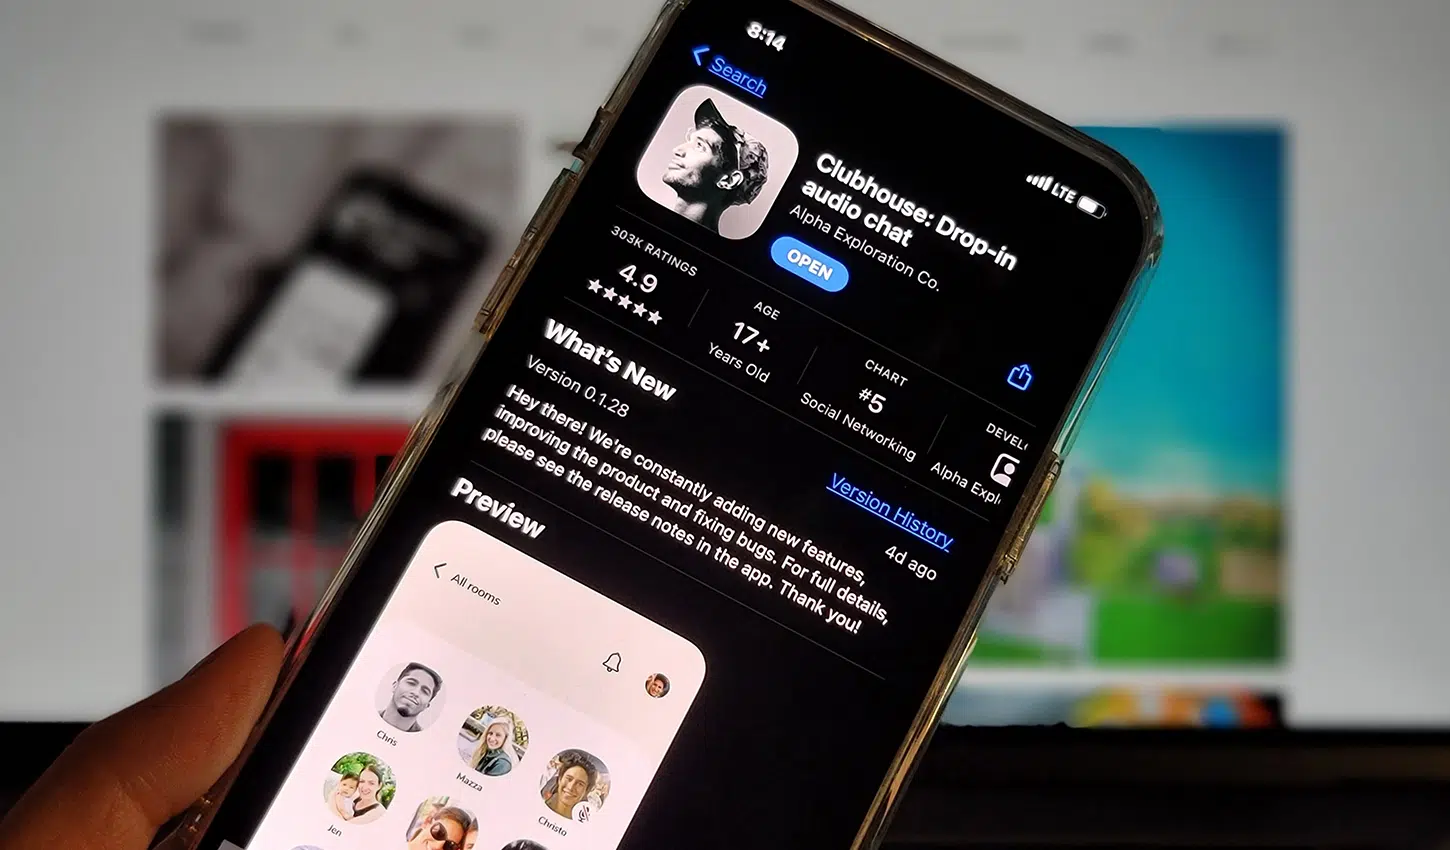 8:14
LTE
Search
Clubhouse: Drop-in
audio chat
Alpha Exploration Co.
OPEN
303K RATINGS
4.9
AGE
17+
Years Old
CHART
#5
Social Networking
DEVEL
Alpha Expl
What's New
Version History
Version 0.1.28
4d ago
Hey there! We're constantly adding new features,
improving the product and fixing bugs. For full details,
please see the release notes in the app. Thank you!
Preview
All rooms
Chris
Mazza
Christo
Jen